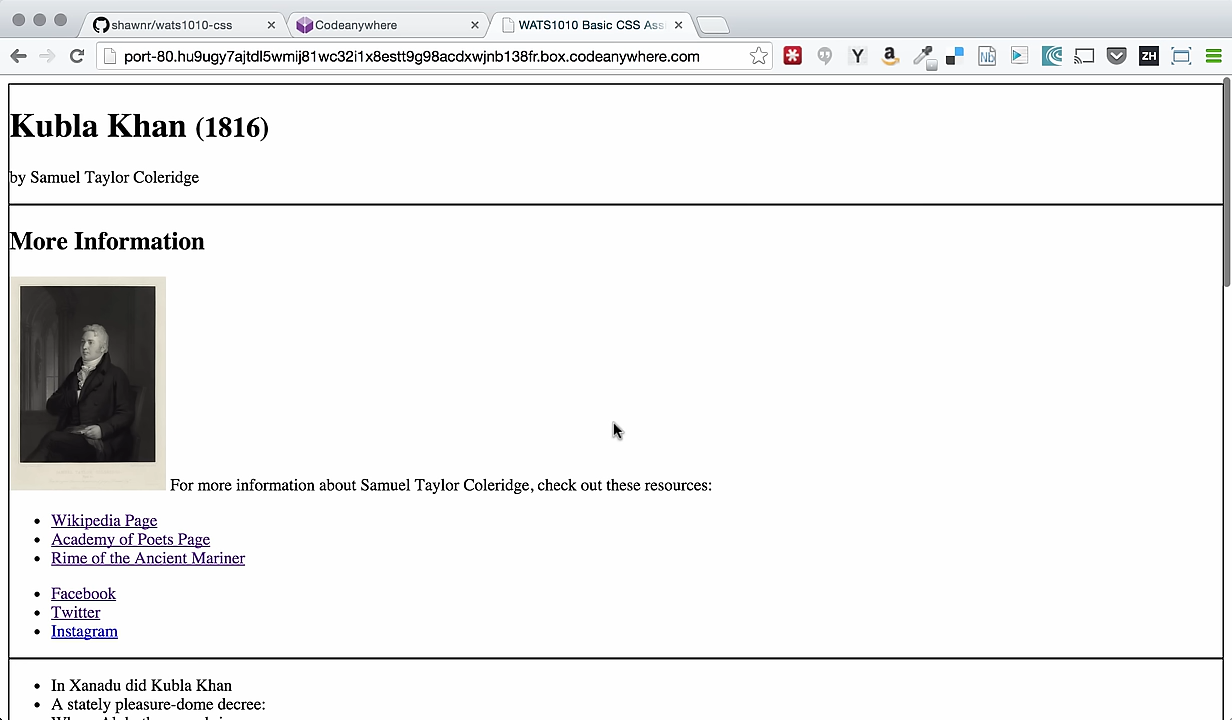 shawnr/wats1010-css
Codeanywhere
WATS1010 Basic CSS Ass
port-80.hu9ugy7ajtdl5wmij81wc32i1x8estt9g98acdxwjnb138fr.box.codeanywhere.com
Y
a
Nb
ZH
Kubla Khan (1816)
by Samuel Taylor Coleridge
More Information
For more information about Samuel Taylor Coleridge, check out these resources:
Wikipedia Page
Academy of Poets Page
Rime of the Ancient Mariner
Facebook
Twitter
Instagram
In Xanadu did Kubla Khan
A stately pleasure-dome decree: